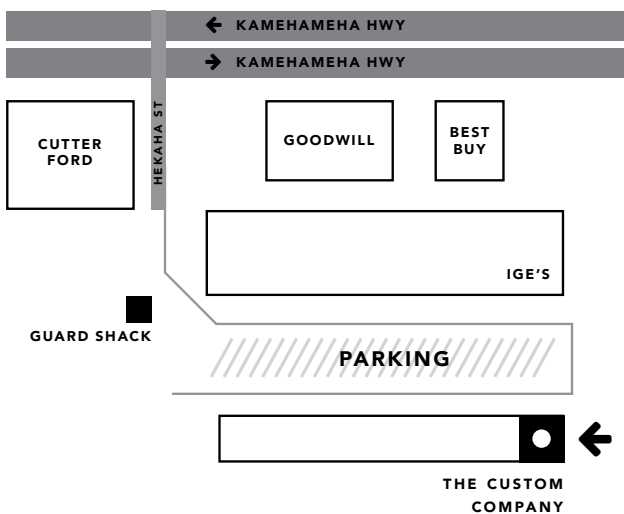 KAMEHAMEHA HWY
KAMEHAMEHA HWY
HEKAHA ST
CUTTER
FORD
GOODWILL
BEST
BUY
IGE'S
GUARD SHACK
PARKING
THE CUSTOM
COMPANY